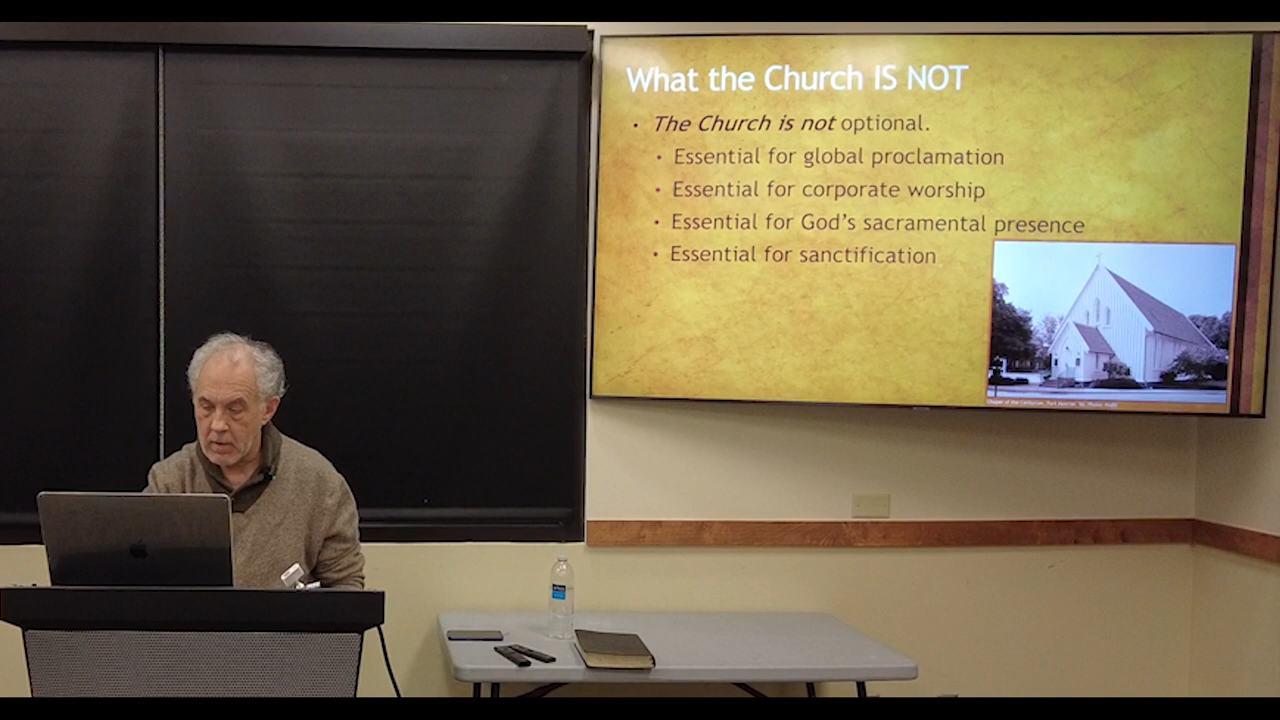 What the Church IS NOT
• The Church is not optional.
• Essential for global proclamation
• Essential for corporate worship
• Essential for God's sacramental presence
• Essential for sanctification